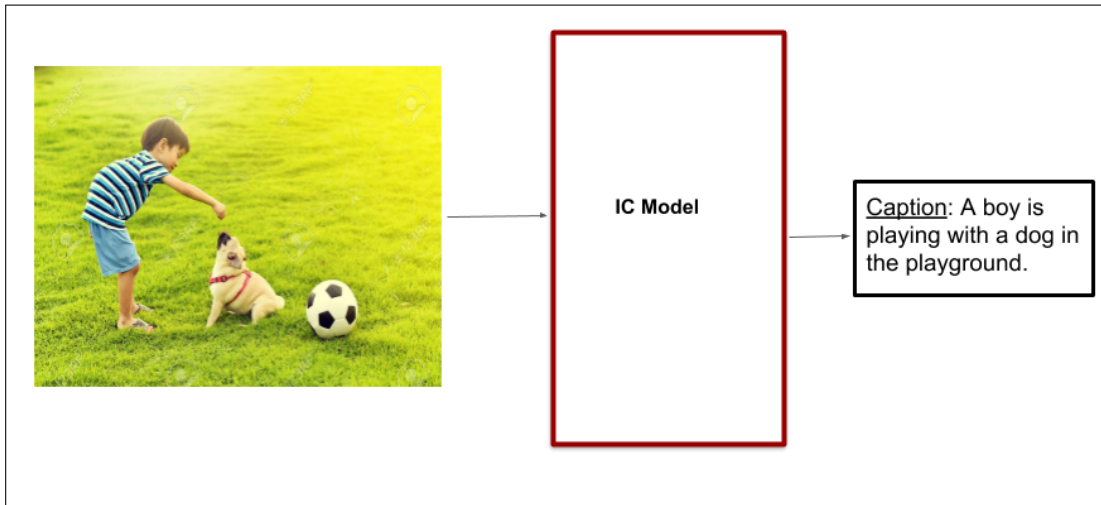 IC Model
Caption: A boy is
playing with a dog in
the playground.